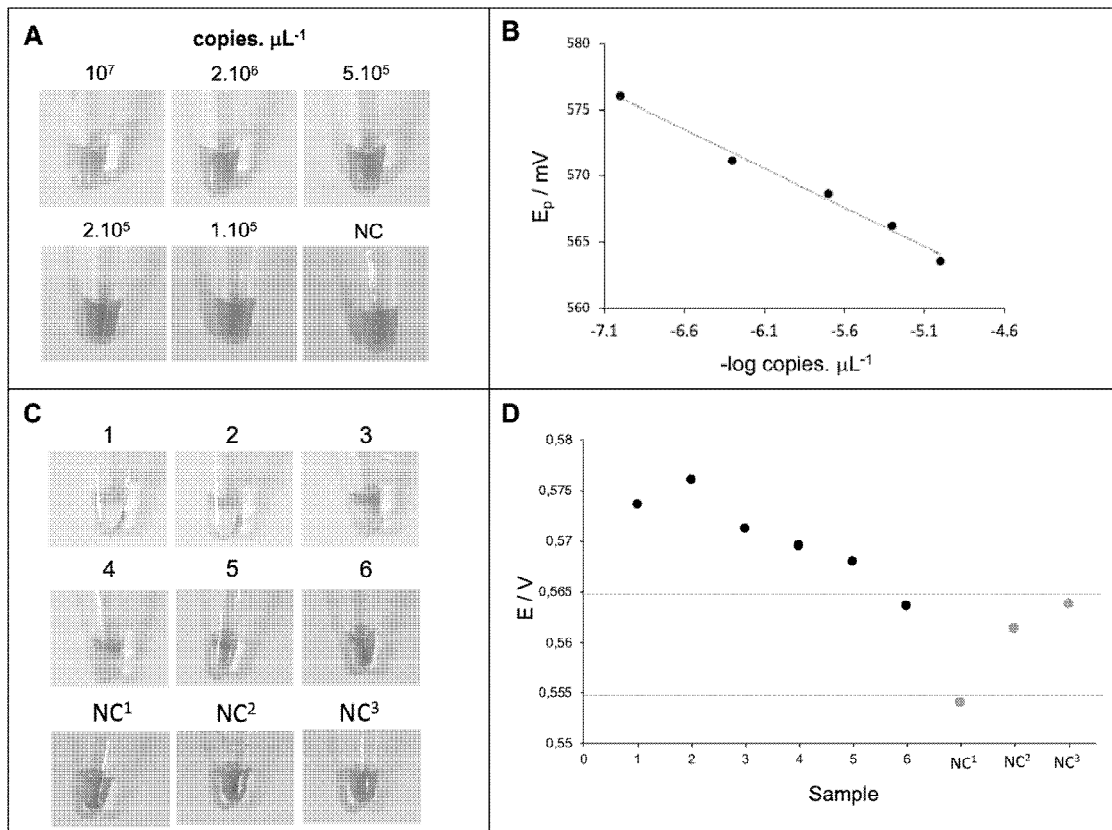 A
copies. μL⁻¹
10⁷ 2.10⁶ 5.10⁵
2.10⁵ 1.10⁵ NC
B
580
575
570
565
560
Eₚ / mV
-7.1 -6.6 -6.1 -5.6 -5.1 -4.6
-log copies. μL⁻¹
C
1 2 3
4 5 6
NC¹ NC² NC³
D
0,58
0,575
0,57
0,565
0,56
0,555
0,55
E / V
0 1 2 3 4 5 6 NC¹ NC² NC³
Sample